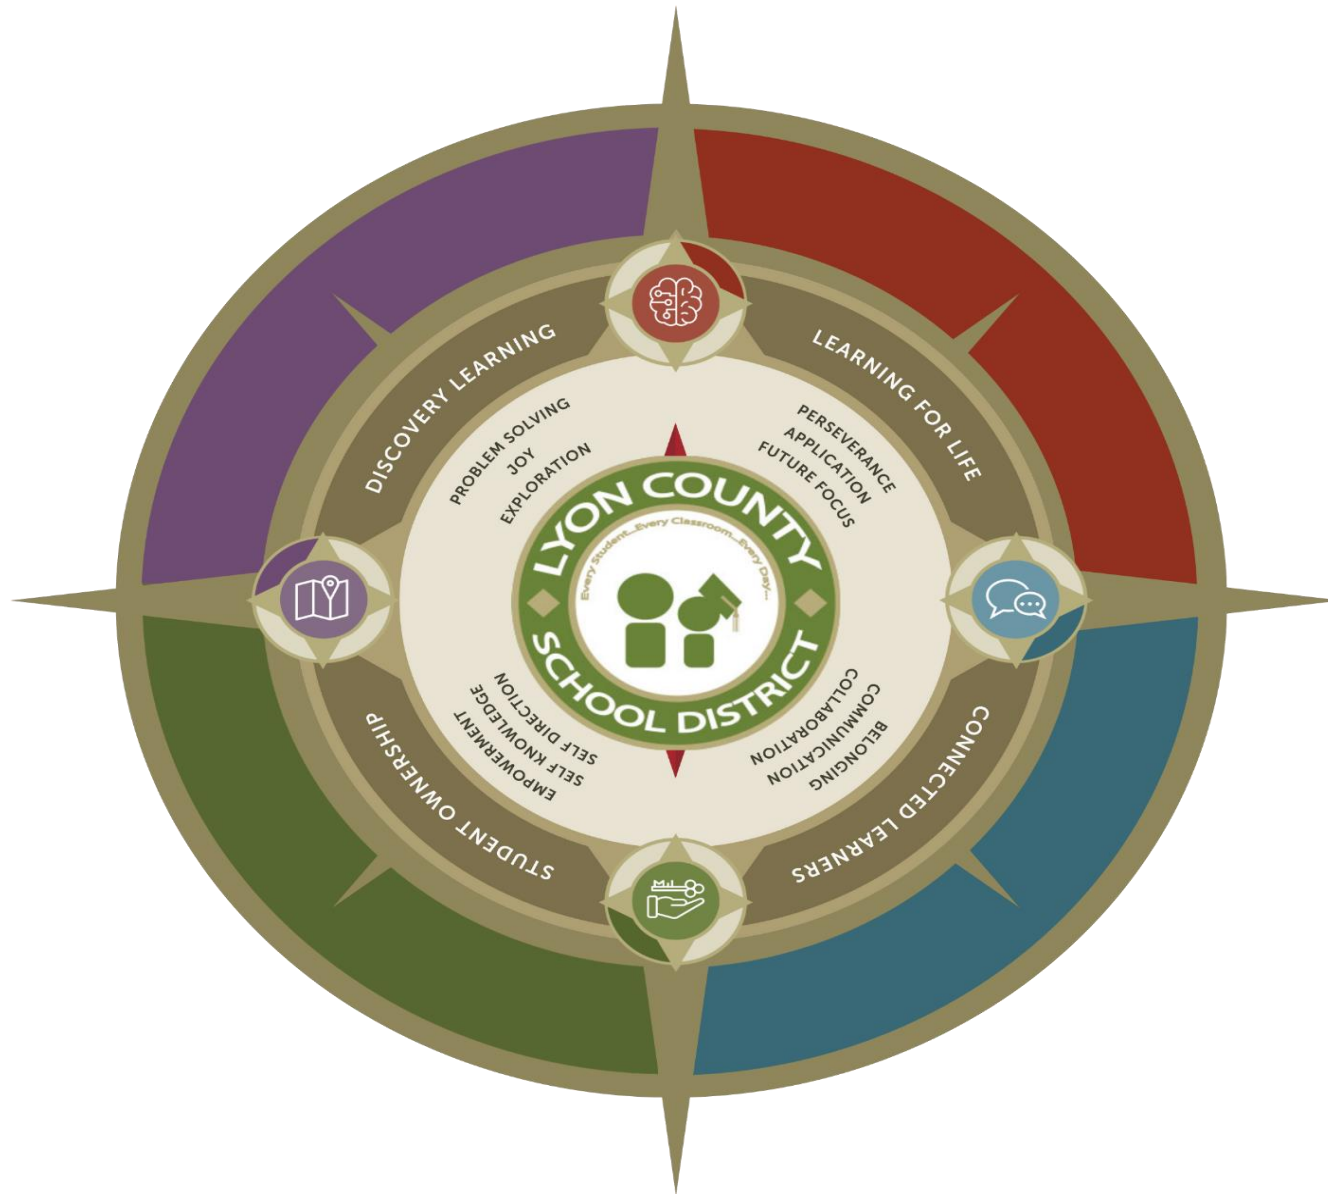 DISCOVERY LEARNING
PROBLEM SOLVING
JOY
EXPLORATION
LEARNING FOR LIFE
PERSEVERANCE
APPLICATION
FUTURE FOCUS
LYON COUNTY
Every Student...Every Classroom...Every Day...
SCHOOL DISTRICT
STUDENT OWNERSHIP
EMPOWERMENT
SELF KNOWLEDGE
SELF DIRECTION
CONNECTED LEARNERS
BELONGING
COMMUNICATION
COLLABORATION